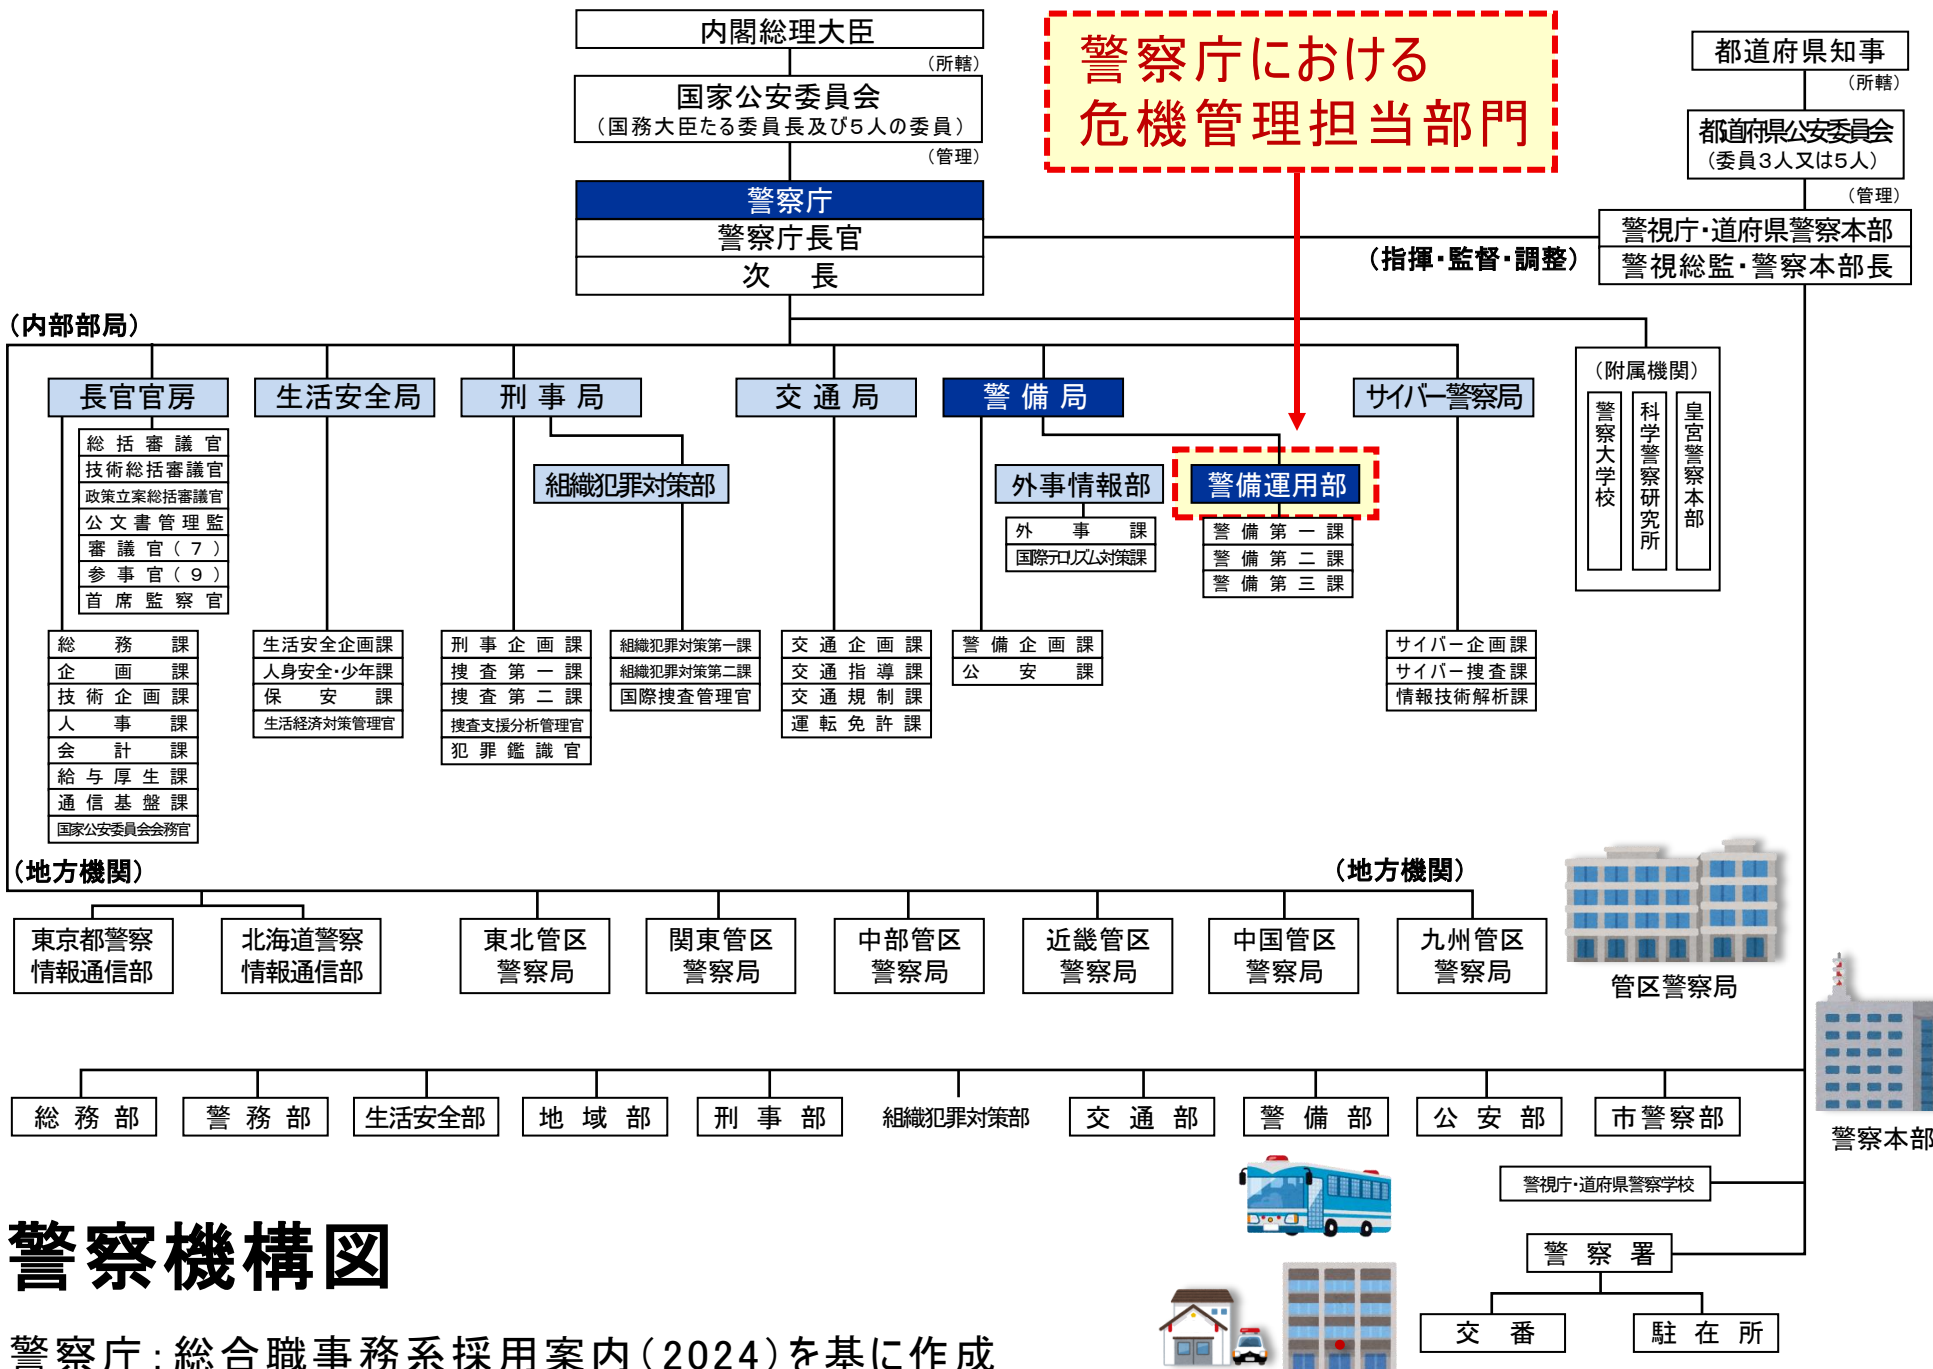 内閣総理大臣
（所轄）
国家公安委員会
（国務大臣たる委員長及び5人の委員）
（管理）
警察庁
警察庁長官
次　長
警察庁における
危機管理担当部門
都道府県知事
（所轄）
都道府県公安委員会
（委員3人又は5人）
（管理）
警視庁・道府県警察本部
警視総監・警察本部長
（指揮・監督・調整）
（内部部局）
長官官房
総括審議官
技術総括審議官
政策立案総括審議官
公文書管理監
審議官（7）
参事官（9）
首席監察官
総務課
企画課
技術企画課
人事課
会計課
給与厚生課
通信基盤課
国家公安委員会会務官
生活安全局
生活安全企画課
人身安全・少年課
保安課
生活経済対策管理官
刑事局
刑事企画課
捜査第一課
捜査第二課
捜査支援分析管理官
犯罪鑑識官
組織犯罪対策部
組織犯罪対策第一課
組織犯罪対策第二課
国際捜査管理官
交通局
交通企画課
交通指導課
交通規制課
運転免許課
警備局
警備企画課
公安課
外事情報部
外事課
国際テロリズム対策課
警備運用部
警備第一課
警備第二課
警備第三課
サイバー警察局
サイバー企画課
サイバー捜査課
情報技術解析課
（附属機関）
警察大学校
科学警察研究所
皇宮警察本部
（地方機関）
（地方機関）
東京都警察
情報通信部
北海道警察
情報通信部
東北管区
警察局
関東管区
警察局
中部管区
警察局
近畿管区
警察局
中国管区
警察局
九州管区
警察局
管区警察局
総務部
警務部
生活安全部
地域部
刑事部
組織犯罪対策部
交通部
警備部
公安部
市警察部
警察本部
警視庁・道府県警察学校
警察署
交番
駐在所
警察機構図
警察庁：総合職事務系採用案内（2024）を基に作成